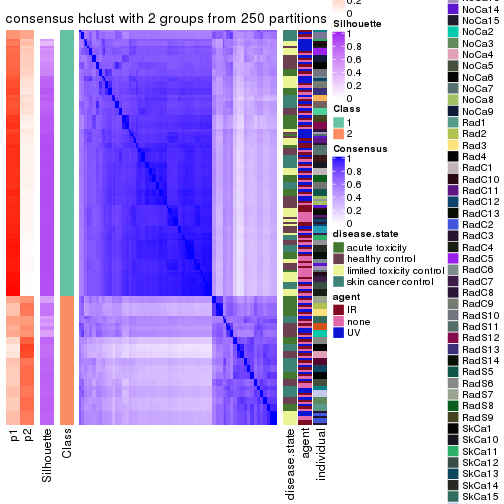 consensus hclust with 2 groups from 250 partitions
0.2
0
Silhouette
1
0.8
0.6
0.4
0.2
0
Class
1
2
Consensus
1
0.8
0.6
0.4
0.2
0
disease.state
acute toxicity
healthy control
limited toxicity control
skin cancer control
agent
IR
none
UV
NoCa14
NoCa15
NoCa2
NoCa3
NoCa4
NoCa5
NoCa6
NoCa7
NoCa8
NoCa9
Rad1
Rad2
Rad3
Rad4
RadC1
RadC10
RadC11
RadC12
RadC13
RadC2
RadC3
RadC4
RadC5
RadC6
RadC7
RadC8
RadC9
RadS10
RadS11
RadS12
RadS13
RadS14
RadS5
RadS6
RadS7
RadS8
RadS9
SkCa1
SkCa10
SkCa11
SkCa12
SkCa13
SkCa14
SkCa15
p1
p2
Silhouette
Class
disease.state
agent
individual